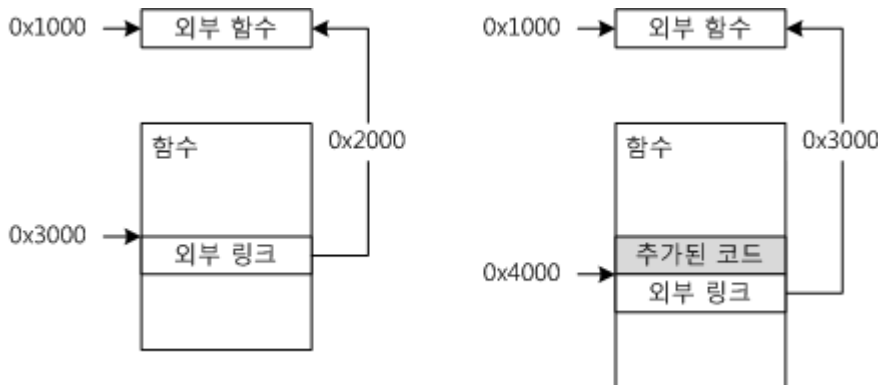 0x1000
외부 함수
함수
0x2000
0x3000
외부 링크
0x1000
외부 함수
함수
0x3000
추가된 코드
0x4000
외부 링크